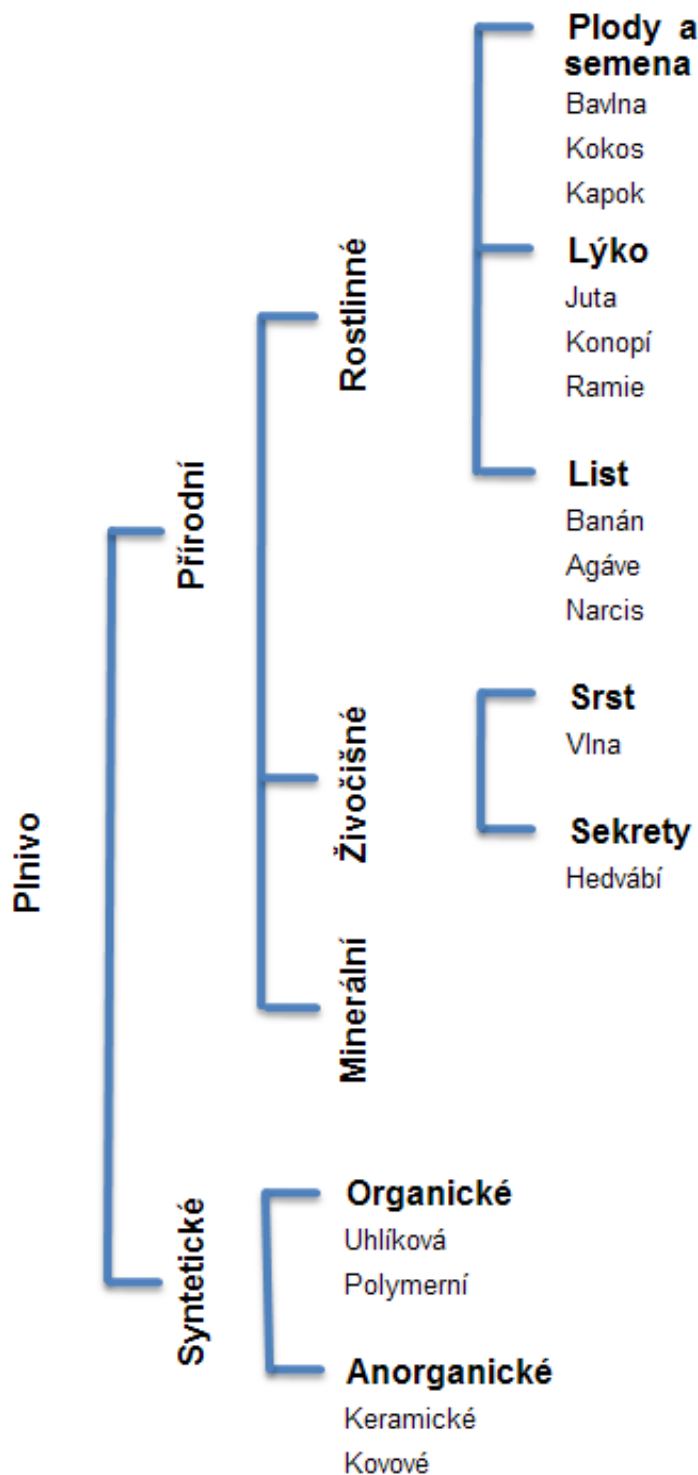 Plnivo
Přírodní
Rostlinné
Plody a
semena
Bavlna
Kokos
Kapok
Lýko
Juta
Konopí
Ramie
List
Banán
Agáve
Narcis
Živočišné
Srst
Vlna
Sekrety
Hedvábí
Minerální
Syntetické
Organické
Uhlíková
Polymerní
Anorganické
Keramické
Kovové